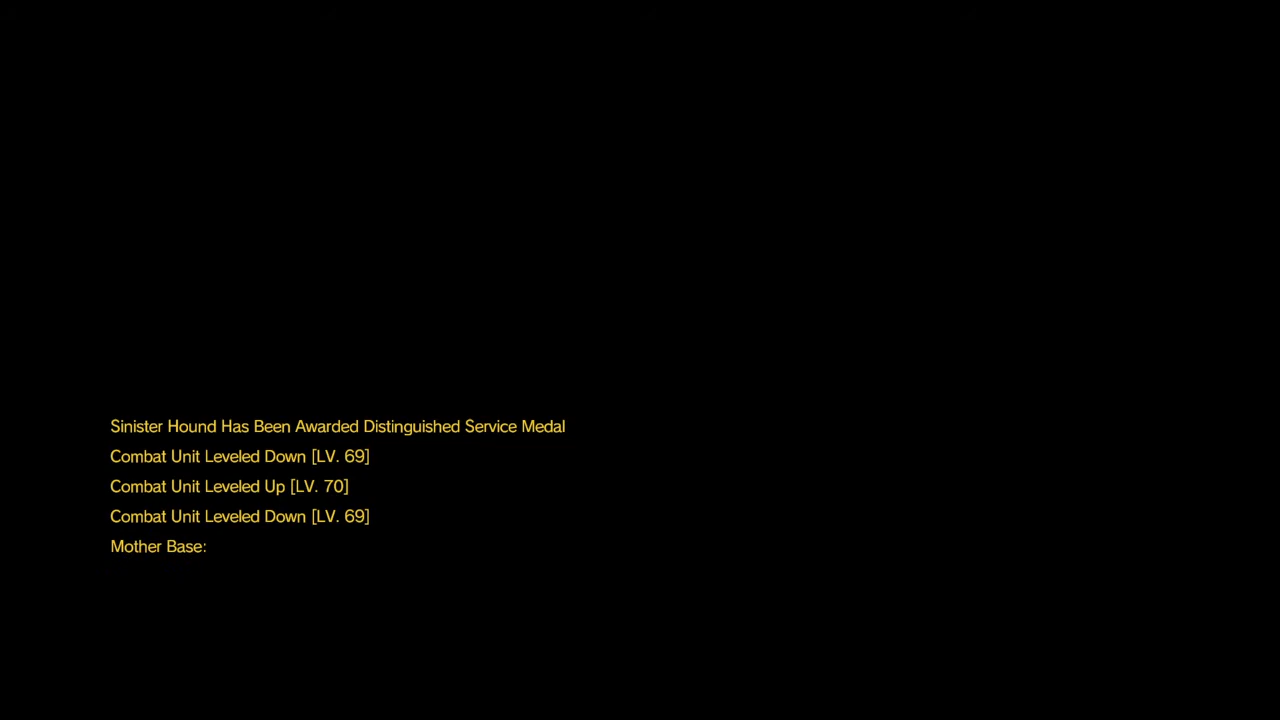 Sinister Hound Has Been Awarded Distinguished Service Medal
Combat Unit Leveled Down [LV. 69]
Combat Unit Leveled Up [LV. 70]
Combat Unit Leveled Down [LV. 69]
Mother Base: